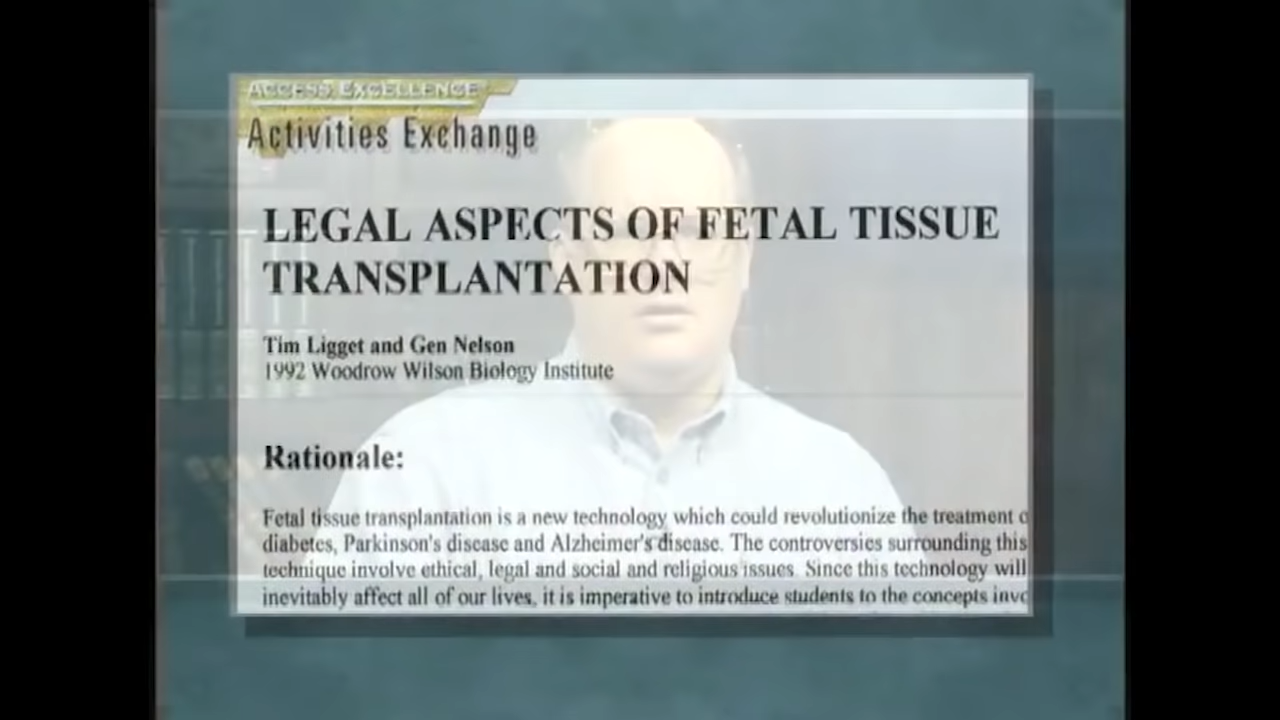 ACCESS EXCELLENCE
Activities Exchange
LEGAL ASPECTS OF FETAL TISSUE
TRANSPLANTATION
Tim Ligget and Gen Nelson
1992 Woodrow Wilson Biology Institute
Rationale:
Fetal tissue transplantation is a new technology which could revolutionize the treatment
diabetes, Parkinson's disease and Alzheimer's disease. The controversies surrounding this
technique involve ethical, legal and social and religious issues. Since this technology will
inevitably affect all of our lives, it is imperative to introduce students to the concepts